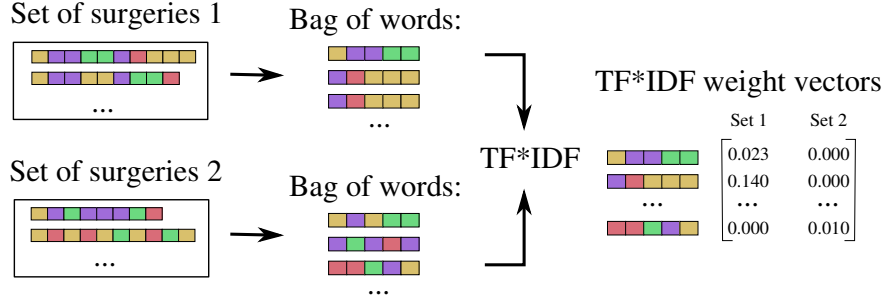 Set of surgeries 1
...
Bag of words:
...
Set of surgeries 2
...
Bag of words:
...
TF*IDF
TF*IDF weight vectors
Set 1 Set 2
0.023 0.000
0.140 0.000
... ... ...
0.000 0.010